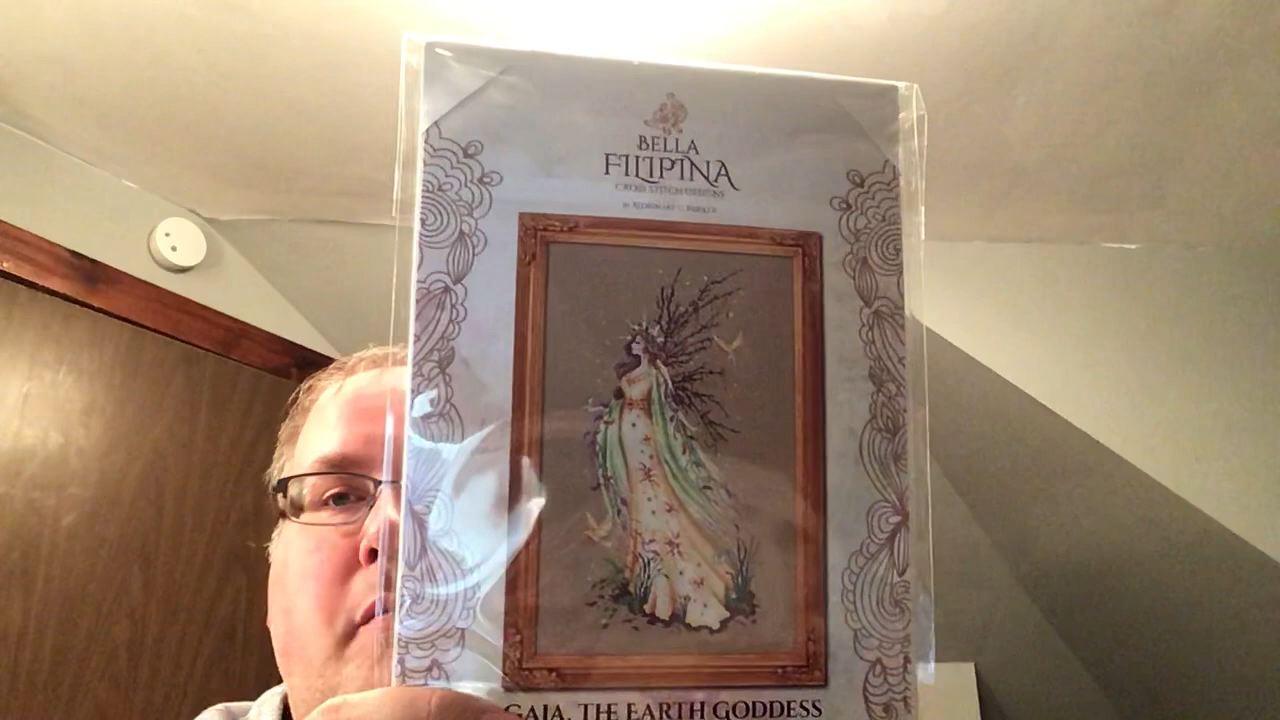 BELLA
FILIPINA
CROSS STITCH DESIGNS
GAIA, THE EARTH GODDESS